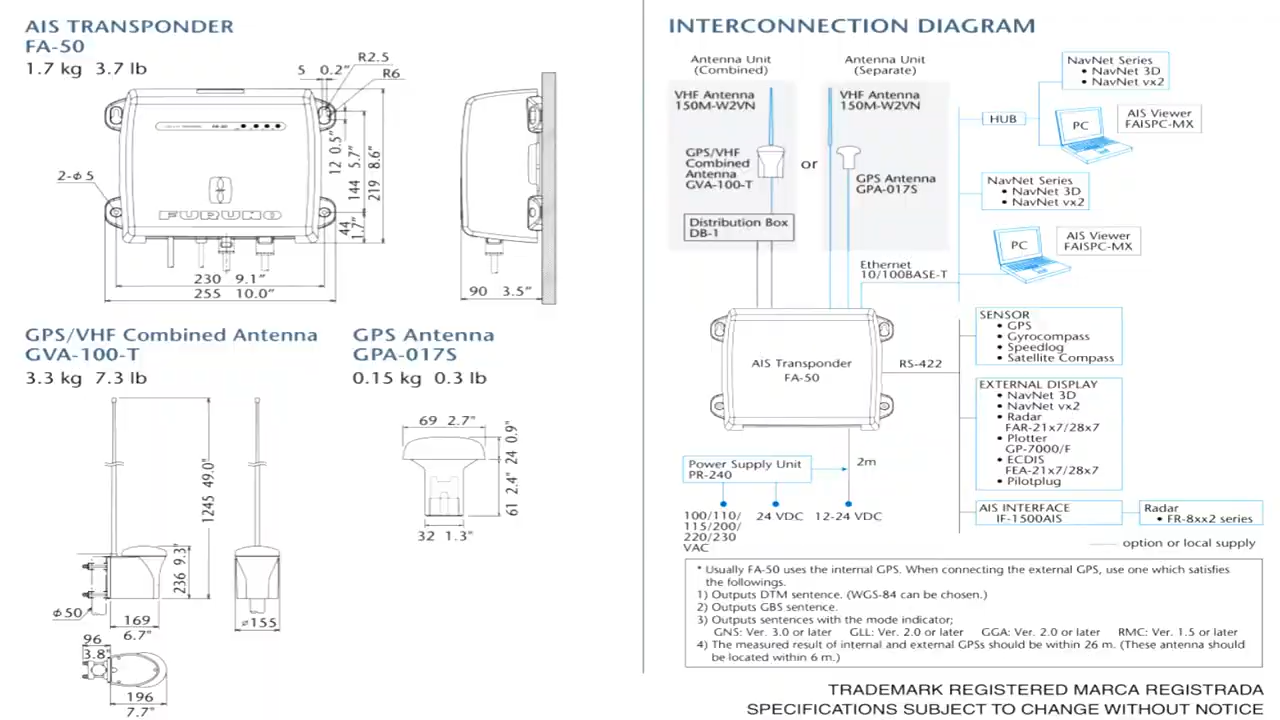 AIS TRANSPONDER
FA-50
1.7 kg 3.7 lb
5 0.2"
R2.5
R6
2-ϕ5
12 0.5"
144 5.7"
219 8.6"
44 1.7"
FA-50
FURUNO
230 9.1"
255 10.0"
90 3.5"
GPS/VHF Combined Antenna
GVA-100-T
3.3 kg 7.3 lb
1245 49.0"
236 9.3"
ϕ50
169
6.7"
ϕ155
96
3.8"
196
7.7"
GPS Antenna
GPA-017S
0.15 kg 0.3 lb
69 2.7"
24 0.9"
61 2.4"
32 1.3"
INTERCONNECTION DIAGRAM
Antenna Unit
(Combined)
Antenna Unit
(Separate)
VHF Antenna
150M-W2VN
VHF Antenna
150M-W2VN
GPS/VHF
Combined
Antenna
GVA-100-T
or
GPS Antenna
GPA-017S
Distribution Box
DB-1
Ethernet
10/100BASE-T
HUB
NavNet Series
• NavNet 3D
• NavNet vx2
PC
AIS Viewer
FAISPC-MX
NavNet Series
• NavNet 3D
• NavNet vx2
PC
AIS Viewer
FAISPC-MX
AIS Transponder
FA-50
RS-422
SENSOR
• GPS
• Gyrocompass
• Speedlog
• Satellite Compass
EXTERNAL DISPLAY
• NavNet 3D
• NavNet vx2
• Radar
FAR-21x7/28x7
• Plotter
GP-7000/F
• ECDIS
FEA-21x7/28x7
• Pilotplug
AIS INTERFACE
IF-1500AIS
Radar
• FR-8xx2 series
Power Supply Unit
PR-240
2m
100/110/
115/200/
220/230
VAC
24 VDC
12-24 VDC
option or local supply
* Usually FA-50 uses the internal GPS. When connecting the external GPS, use one which satisfies
the followings.
1) Outputs DTM sentence. (WGS-84 can be chosen.)
2) Outputs GBS sentence.
3) Outputs sentences with the mode indicator;
GNS: Ver. 3.0 or later GLL: Ver. 2.0 or later GGA: Ver. 2.0 or later RMC: Ver. 1.5 or later
4) The measured result of internal and external GPSs should be within 26 m. (These antenna should
be located within 6 m.)
TRADEMARK REGISTERED MARCA REGISTRADA
SPECIFICATIONS SUBJECT TO CHANGE WITHOUT NOTICE